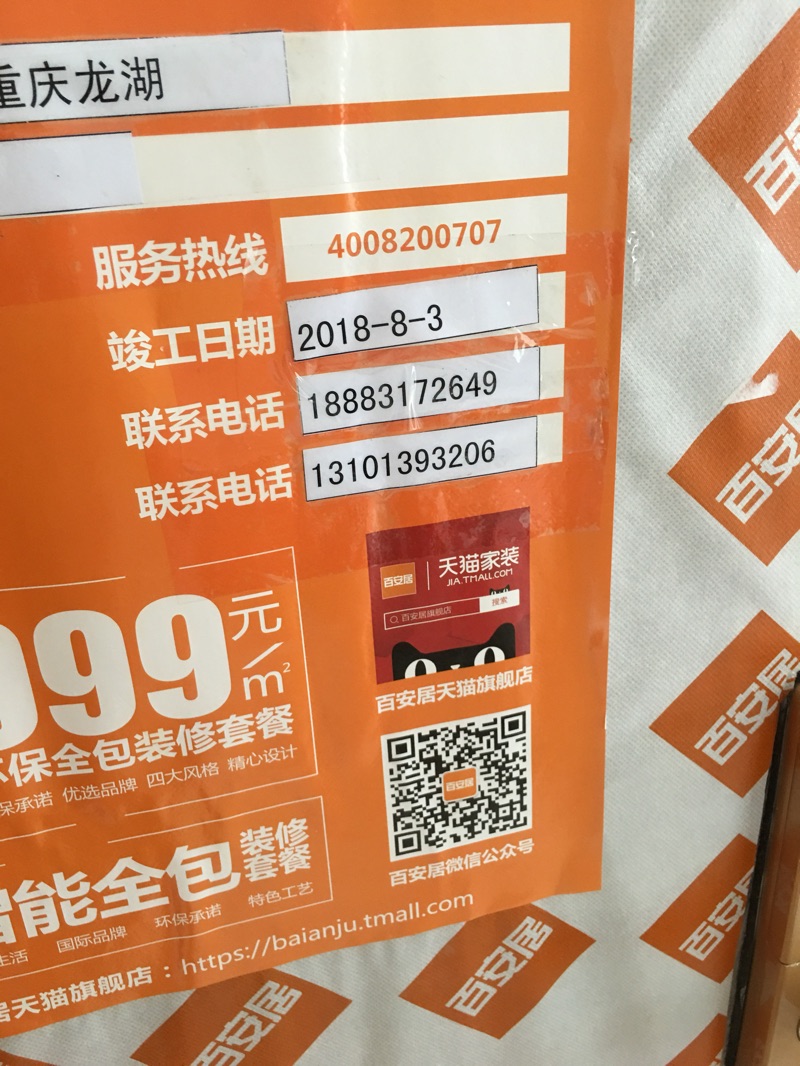 重庆龙湖
服务热线 4008200707
竣工日期 2018-8-3
联系电话 18883172649
联系电话 13101393206
百安居 天猫家装
JIA.TMALL.COM
百安居旗舰店 搜索
百安居天猫旗舰店
999元/m²
环保全包装修套餐
保承诺 优选品牌 四大风格 精心设计
百安居
百安居微信公众号
智能全包装修套餐
生活 国际品牌 环保承诺 特色工艺
居天猫旗舰店：https://baianju.tmall.com
百安居
百安居
百安居
百安居
百安居
百安居